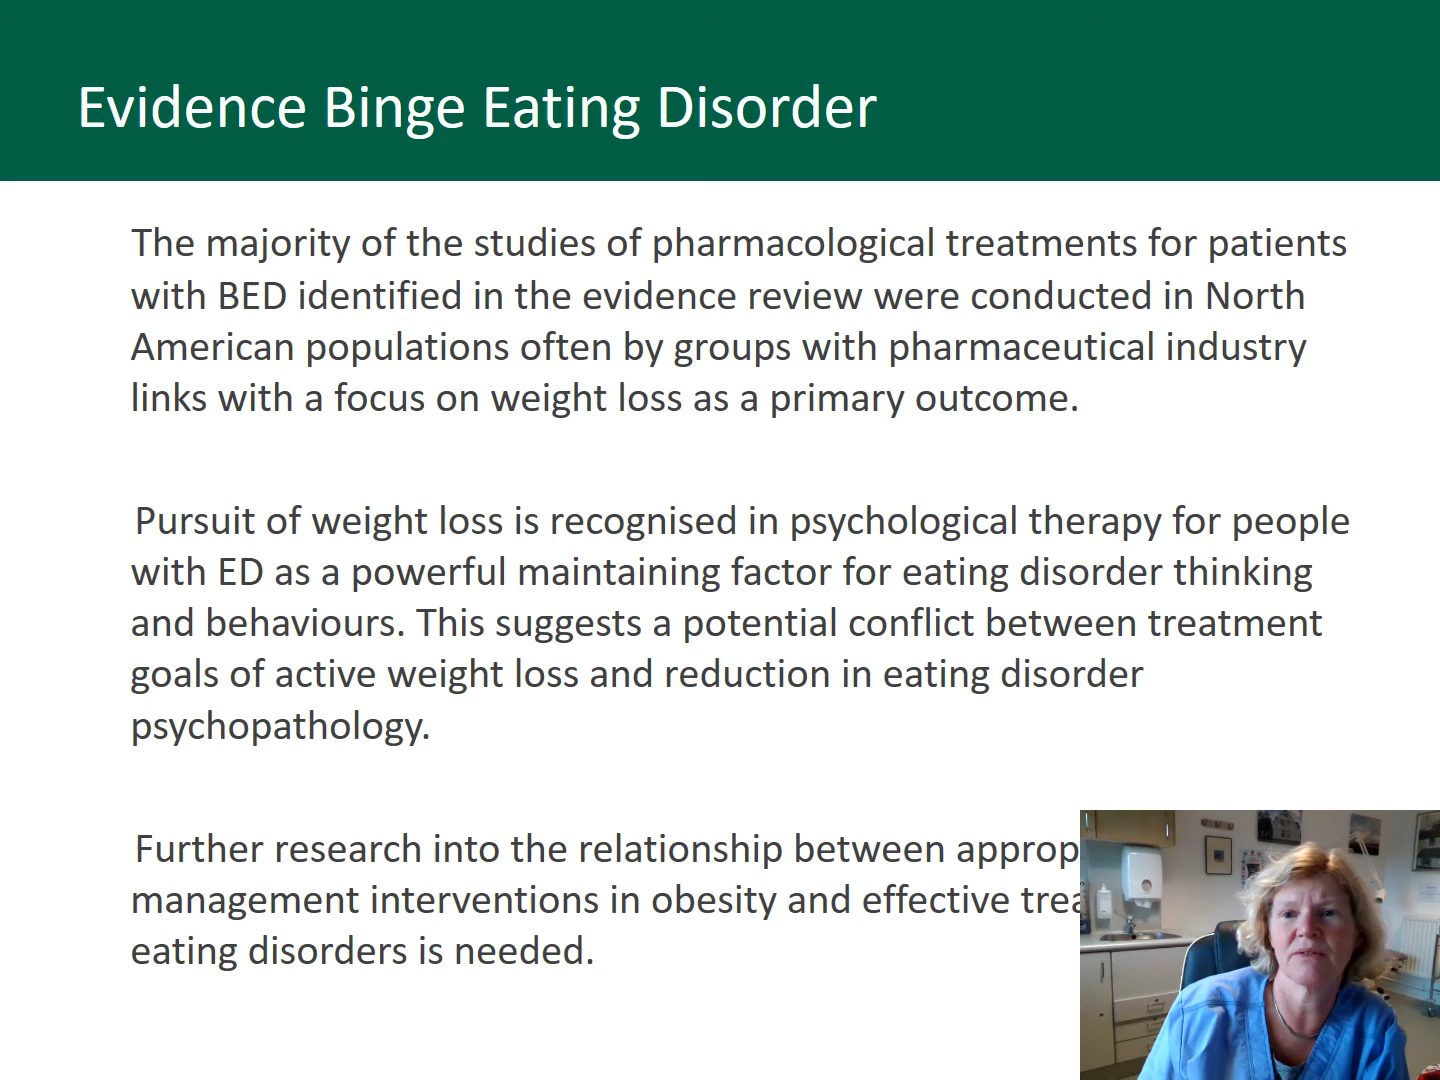 Evidence Binge Eating Disorder
The majority of the studies of pharmacological treatments for patients
with BED identified in the evidence review were conducted in North
American populations often by groups with pharmaceutical industry
links with a focus on weight loss as a primary outcome.
Pursuit of weight loss is recognised in psychological therapy for people
with ED as a powerful maintaining factor for eating disorder thinking
and behaviours. This suggests a potential conflict between treatment
goals of active weight loss and reduction in eating disorder
psychopathology.
Further research into the relationship between
management interventions in obesity and effective
eating disorders is needed.